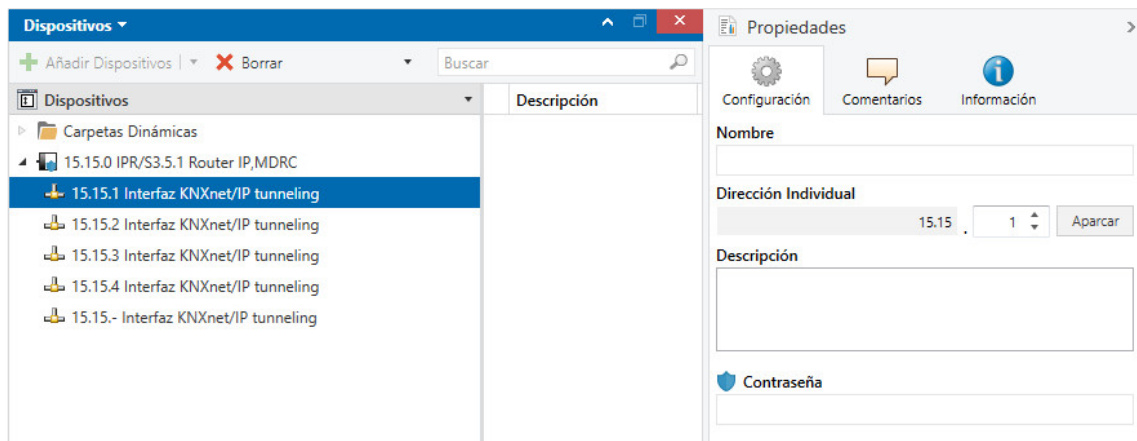 Dispositivos
Añadir Dispositivos Borrar Buscar
Dispositivos Descripción
Carpetas Dinámicas
15.15.0 IPR/S3.5.1 Router IP,MDRC
15.15.1 Interfaz KNXnet/IP tunneling
15.15.2 Interfaz KNXnet/IP tunneling
15.15.3 Interfaz KNXnet/IP tunneling
15.15.4 Interfaz KNXnet/IP tunneling
15.15.- Interfaz KNXnet/IP tunneling
Propiedades
Configuración Comentarios Información
Nombre
Dirección Individual
15.15 . 1 Aparcar
Descripción
Contraseña